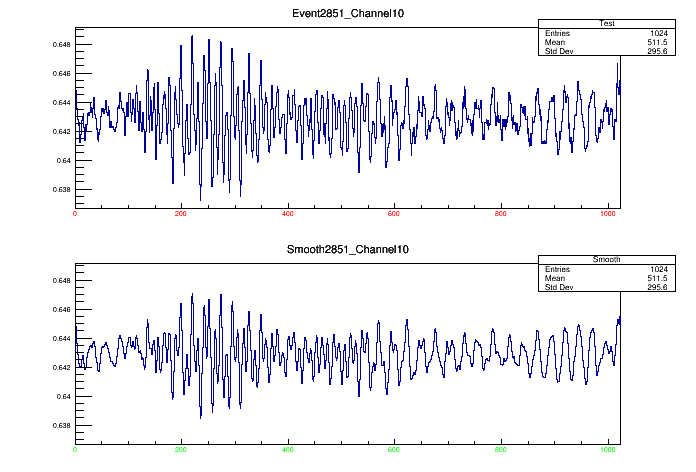 Event2851_Channel10
Test
Entries 1024
Mean 511.5
Std Dev 295.6
0.648
0.646
0.644
0.642
0.64
0.638
0 200 400 600 800 1000
Smooth2851_Channel10
Smooth
Entries 1024
Mean 511.5
Std Dev 295.6
0.648
0.646
0.644
0.642
0.64
0.638
0 200 400 600 800 1000